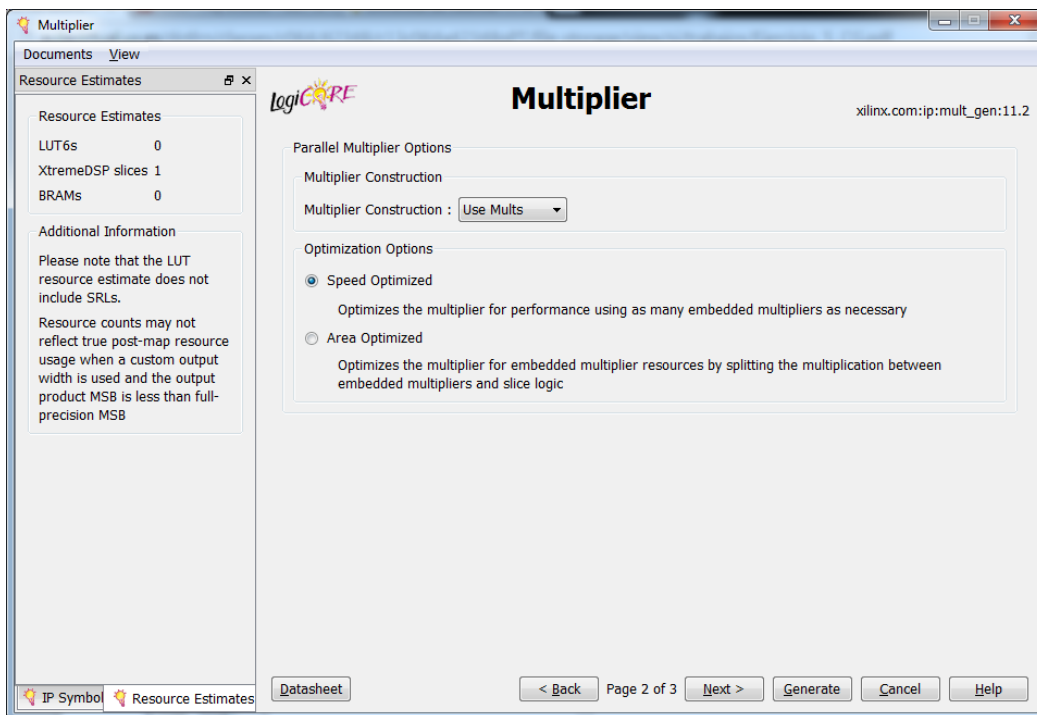 Multiplier
Documents View
Resource Estimates
Resource Estimates
LUT6s 0
XtremeDSP slices 1
BRAMs 0
Additional Information
Please note that the LUT
resource estimate does not
include SRLs.
Resource counts may not
reflect true post-map resource
usage when a custom output
width is used and the output
product MSB is less than full-
precision MSB
IP Symbol
Resource Estimates
LogiCORE
Multiplier
xilinx.com:ip:mult_gen:11.2
Parallel Multiplier Options
Multiplier Construction
Multiplier Construction : Use Mults
Optimization Options
Speed Optimized
Optimizes the multiplier for performance using as many embedded multipliers as necessary
Area Optimized
Optimizes the multiplier for embedded multiplier resources by splitting the multiplication between
embedded multipliers and slice logic
Datasheet
< Back Page 2 of 3 Next > Generate Cancel Help